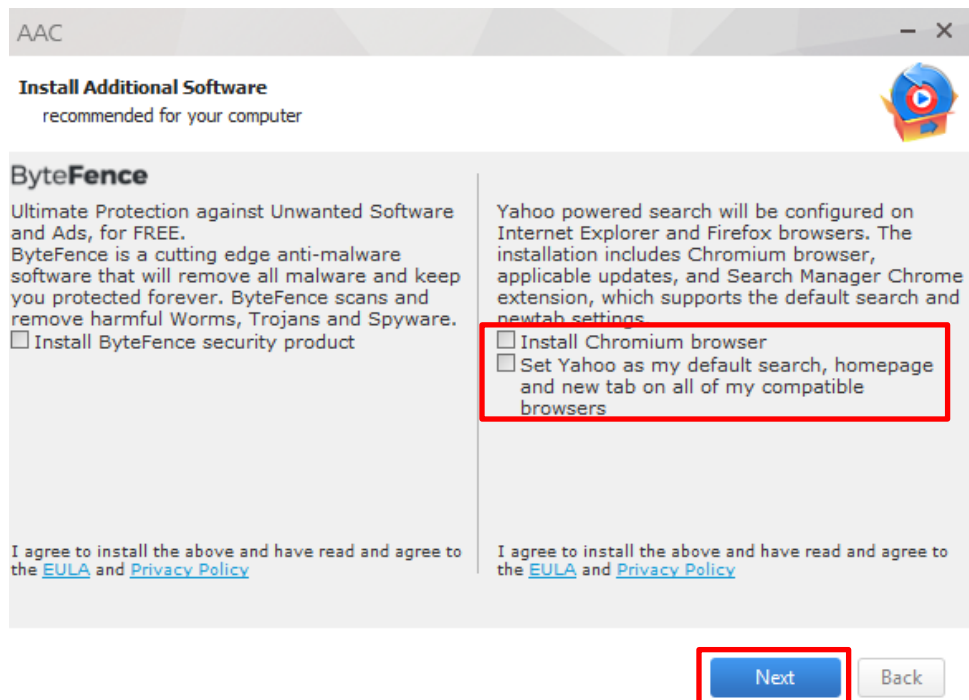 AAC
Install Additional Software
recommended for your computer
ByteFence
Ultimate Protection against Unwanted Software
and Ads, for FREE.
ByteFence is a cutting edge anti-malware
software that will remove all malware and keep
you protected forever. ByteFence scans and
remove harmful Worms, Trojans and Spyware.
Install ByteFence security product
I agree to install the above and have read and agree to
the EULA and Privacy Policy
Yahoo powered search will be configured on
Internet Explorer and Firefox browsers. The
installation includes Chromium browser,
applicable updates, and Search Manager Chrome
extension, which supports the default search and
newtab settings.
Install Chromium browser
Set Yahoo as my default search, homepage
and new tab on all of my compatible
browsers
I agree to install the above and have read and agree to
the EULA and Privacy Policy
Next
Back